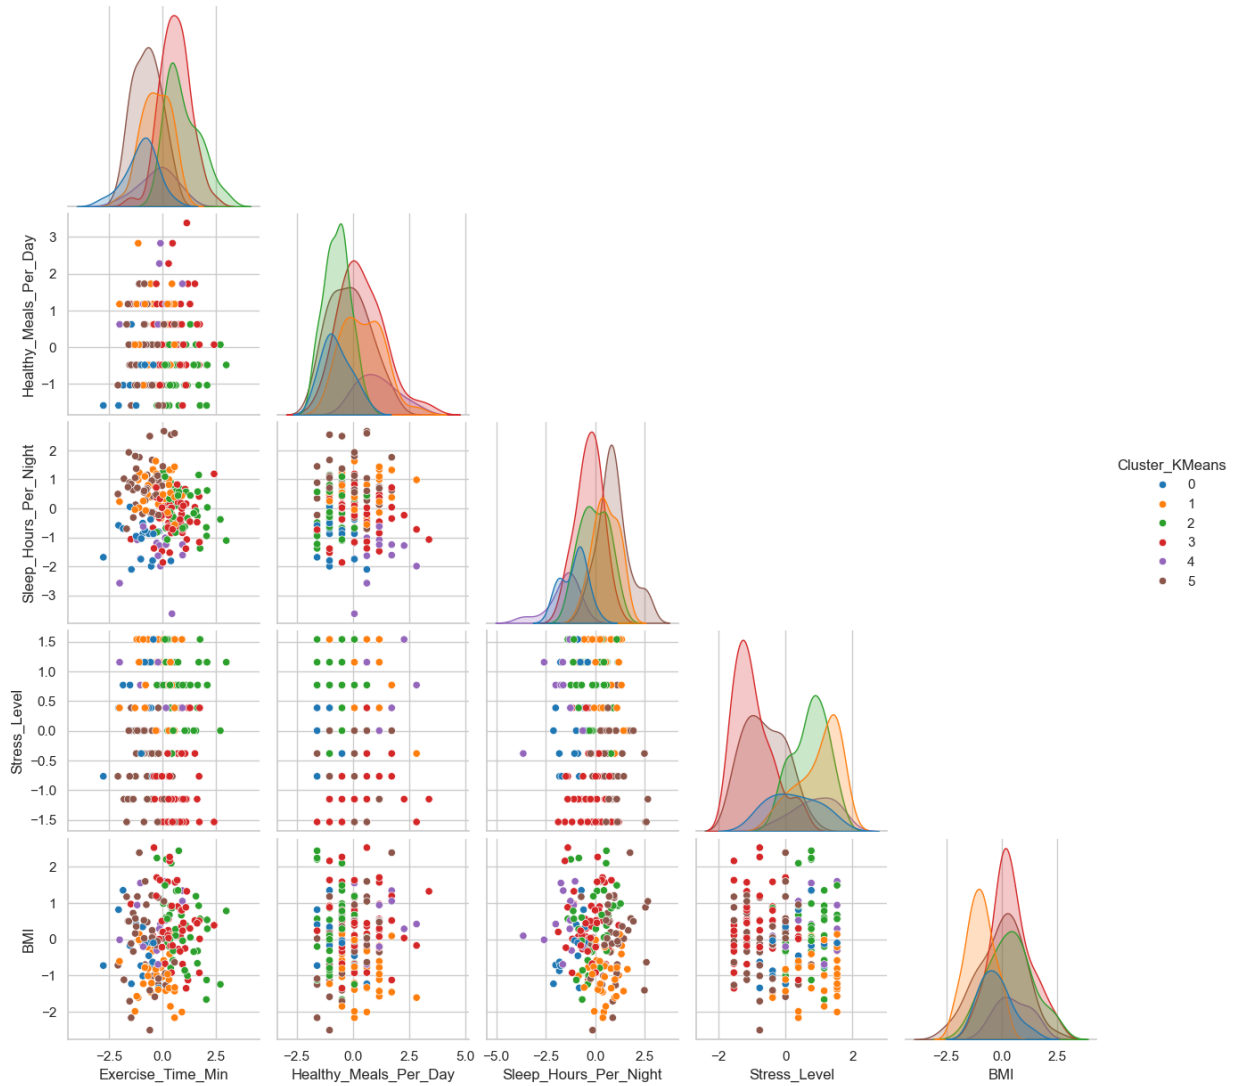 Healthy_Meals_Per_Day
3
2
1
0
−1
Sleep_Hours_Per_Night
2
1
0
−1
−2
−3
Cluster_KMeans
0
1
2
3
4
5
Stress_Level
1.5
1.0
0.5
0.0
−0.5
−1.0
−1.5
BMI
2
1
0
−1
−2
−2.5 0.0 2.5
−2.5 0.0 2.5 5.0
−5.0 −2.5 0.0 2.5
−2 0 2
−2.5 0.0 2.5
Exercise_Time_Min
Healthy_Meals_Per_Day
Sleep_Hours_Per_Night
Stress_Level
BMI